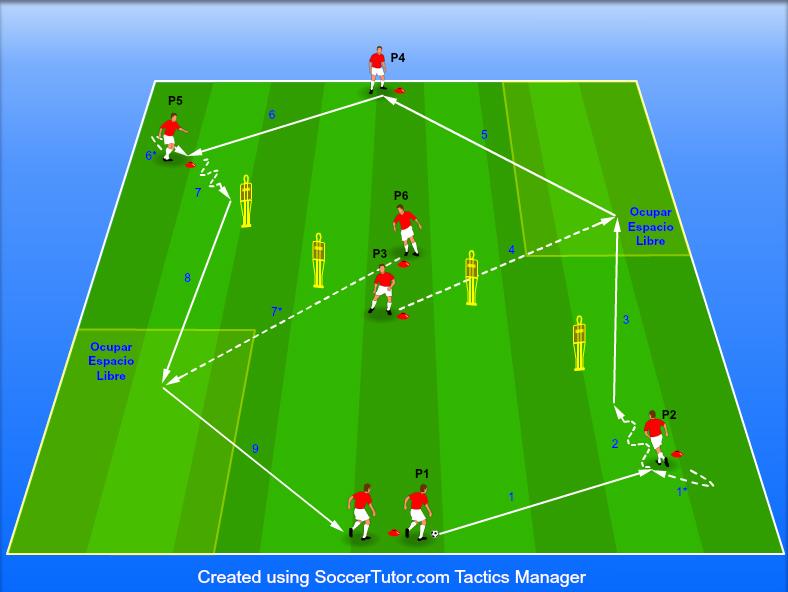 P4
P5
6
5
6*
7
P6
Ocupar
Espacio
Libre
P3
4
8
7*
3
Ocupar
Espacio
Libre
P2
2
9
P1
1
1*
Created using SoccerTutor.com Tactics Manager